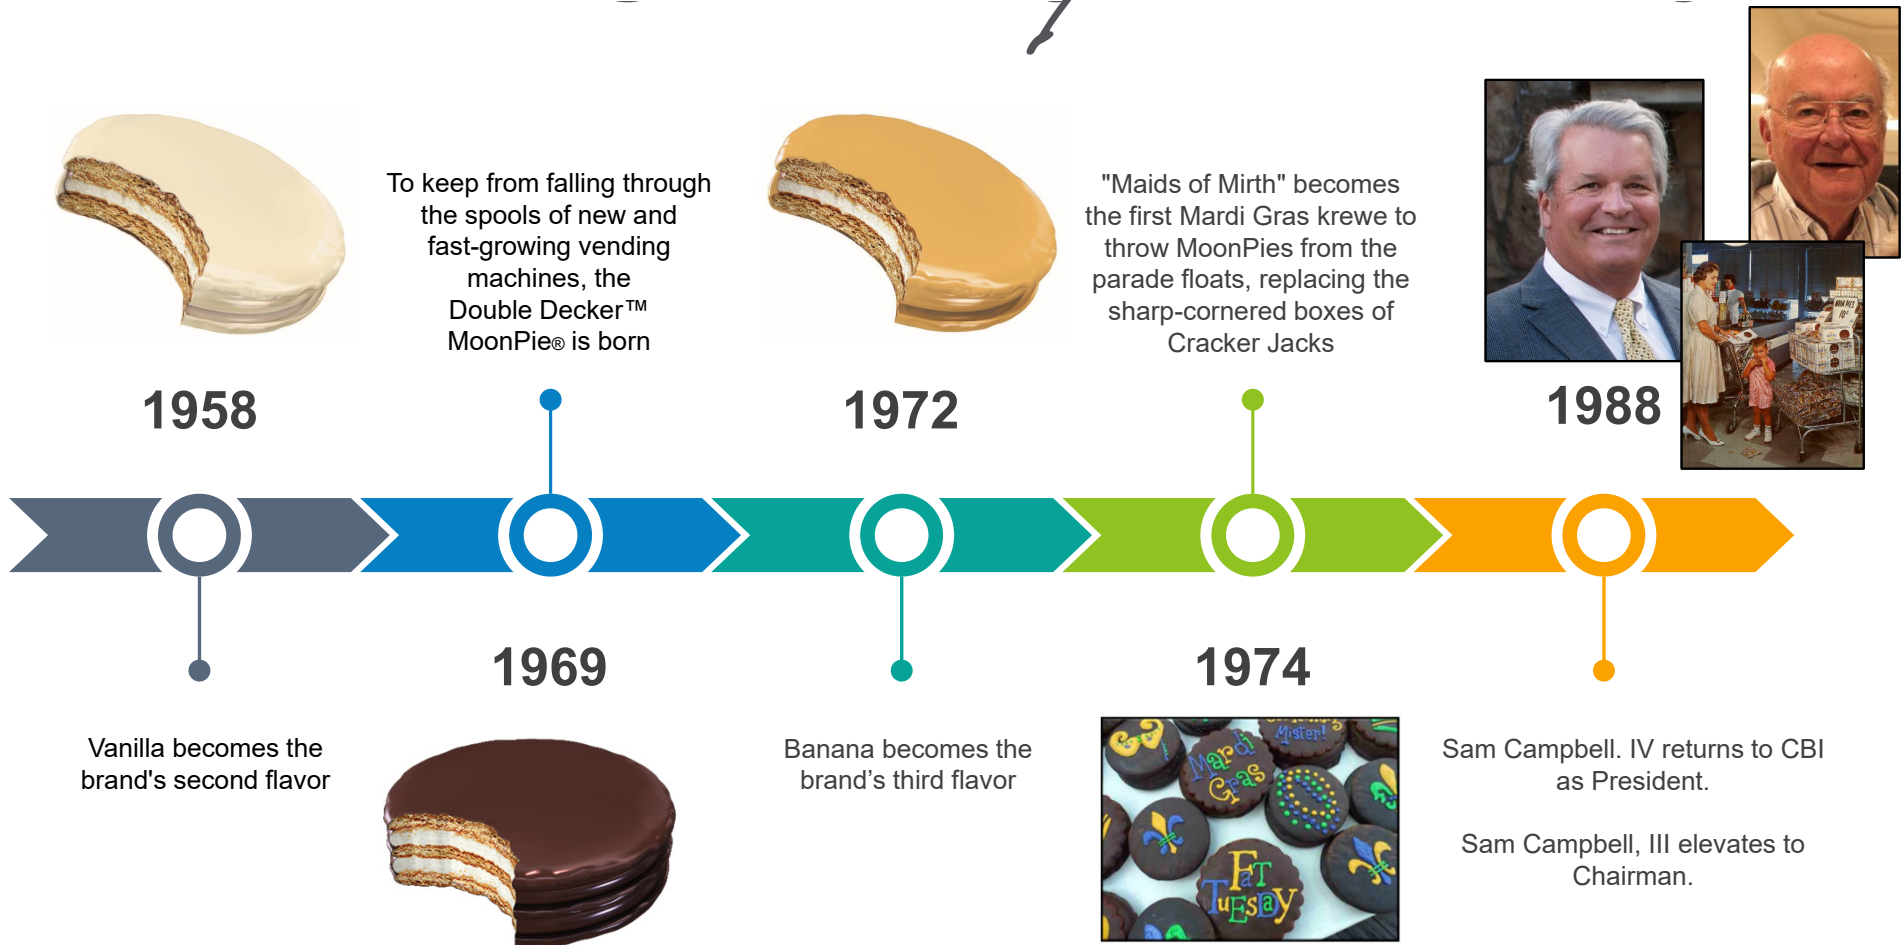 To keep from falling through
the spools of new and
fast-growing vending
machines, the
Double Decker™
MoonPie® is born
"Maids of Mirth" becomes
the first Mardi Gras krewe to
throw MoonPies from the
parade floats, replacing the
sharp-cornered boxes of
Cracker Jacks
1958
1972
1988
1969
1974
Vanilla becomes the
brand's second flavor
Banana becomes the
brand’s third flavor
Mister!
Mardi
Gras
FaT
TuEsDaY
Sam Campbell. IV returns to CBI
as President.
Sam Campbell, III elevates to
Chairman.